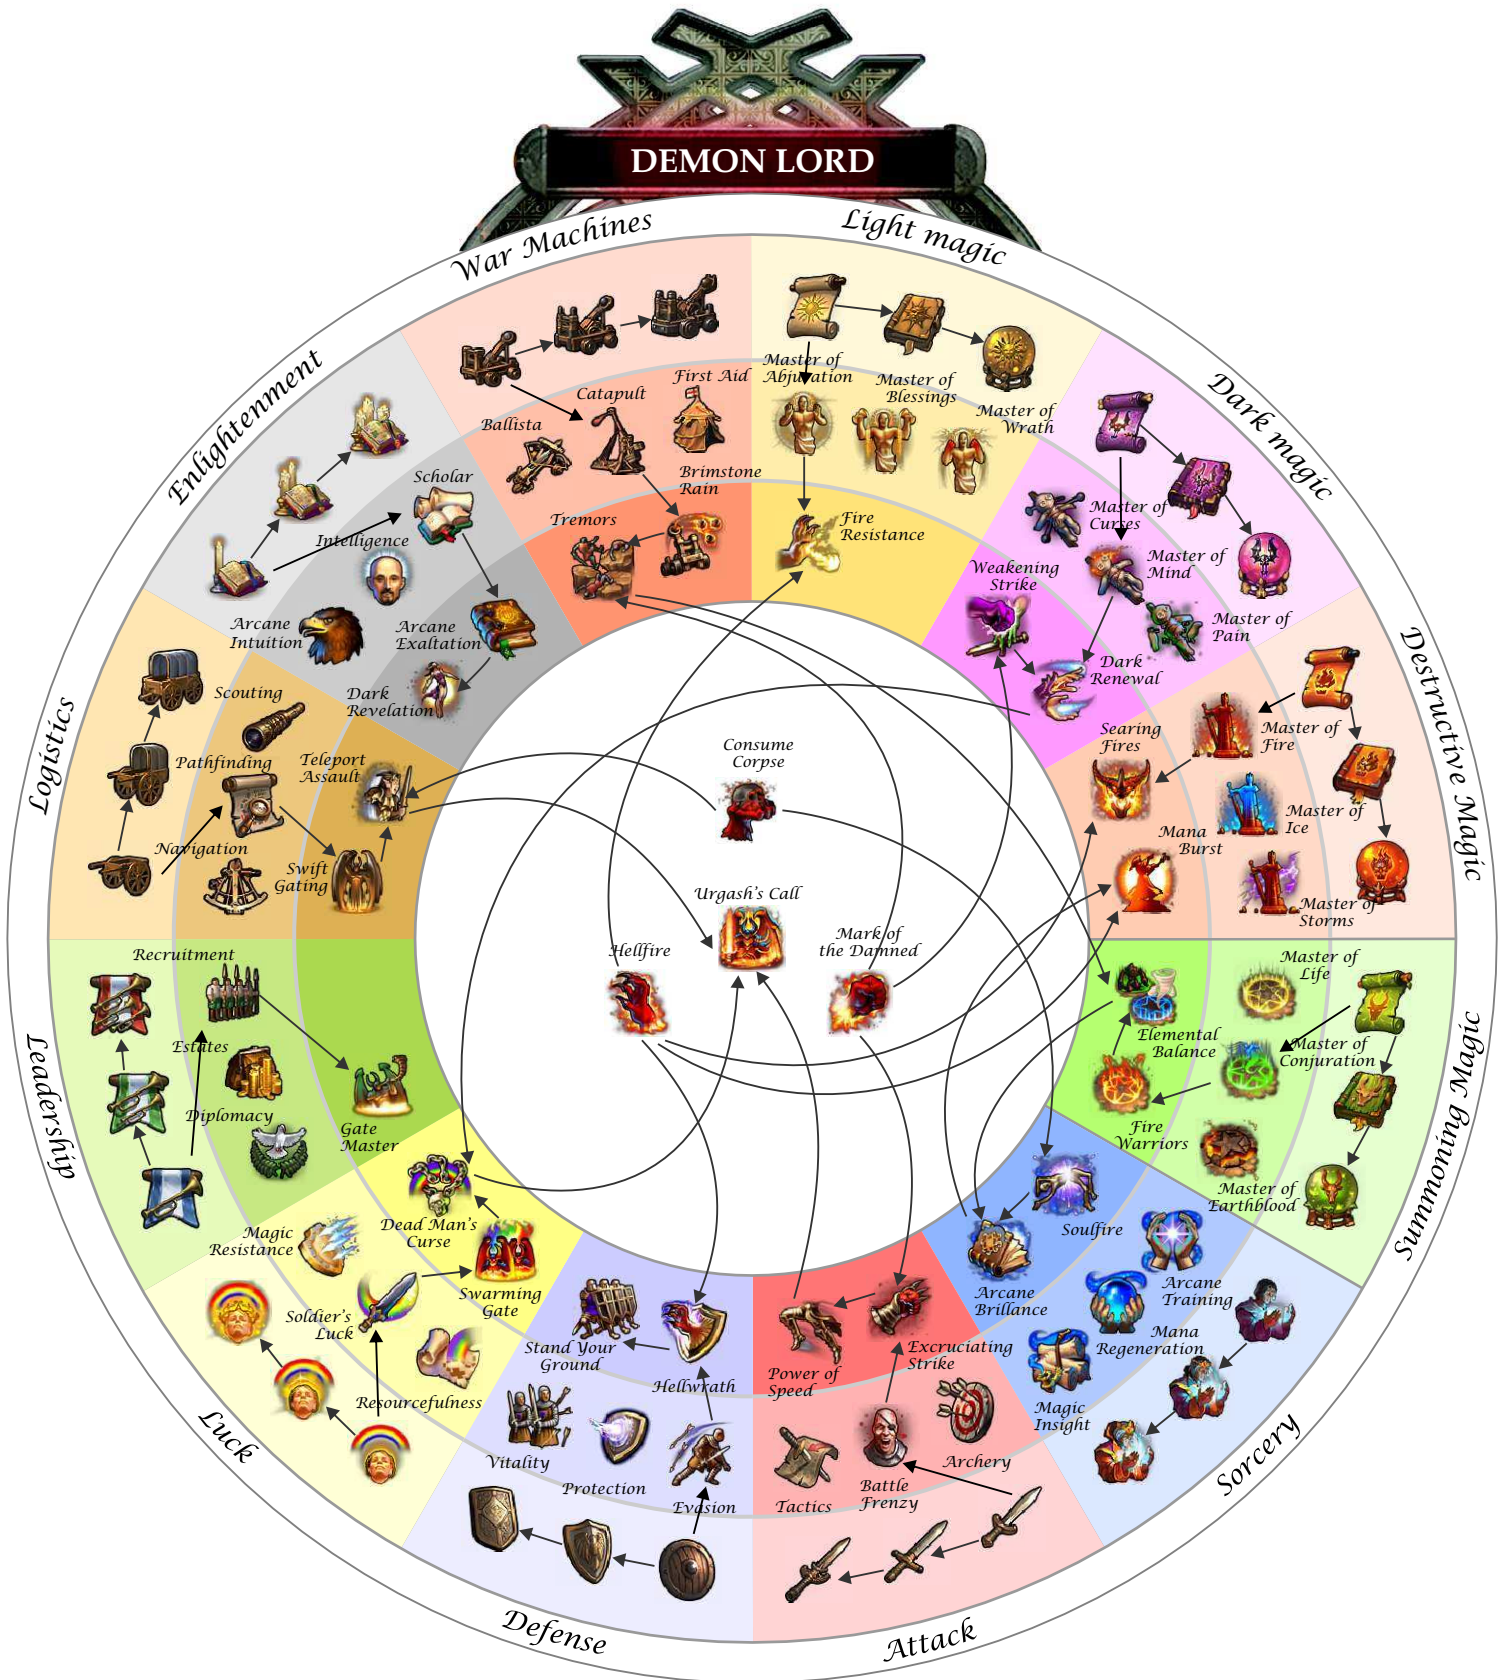 DEMON LORD
War Machines
Light magic
Dark magic
Destructive Magic
Summoning Magic
Sorcery
Attack
Defense
Luck
Leadership
Logistics
Enlightenment
First Aid
Catapult
Ballista
Brimstone
Rain
Tremors
Master of
Abjuration
Master of
Blessings
Master of
Wrath
Fire
Resistance
Master of
Curses
Master of
Mind
Master of
Pain
Weakening
Strike
Dark
Renewal
Searing
Fires
Master of
Fire
Master of
Ice
Mana
Burst
Master of
Storms
Master of
Life
Master of
Conjuration
Elemental
Balance
Fire
Warriors
Master of
Earthblood
Soulfire
Arcane
Brillance
Arcane
Training
Mana
Regeneration
Magic
Insight
Excruciating
Strike
Power of
Speed
Archery
Battle
Frenzy
Tactics
Stand Your
Ground
Hellwrath
Vitality
Protection
Evasion
Dead Man's
Curse
Swarming
Gate
Magic
Resistance
Soldier's
Luck
Resourcefulness
Recruitment
Estates
Diplomacy
Gate
Master
Scouting
Pathfinding
Navigation
Teleport
Assault
Swift
Gating
Scholar
Intelligence
Arcane
Intuition
Arcane
Exaltation
Dark
Revelation
Consume
Corpse
Urgash's Call
Hellfire
Mark of
the Damned